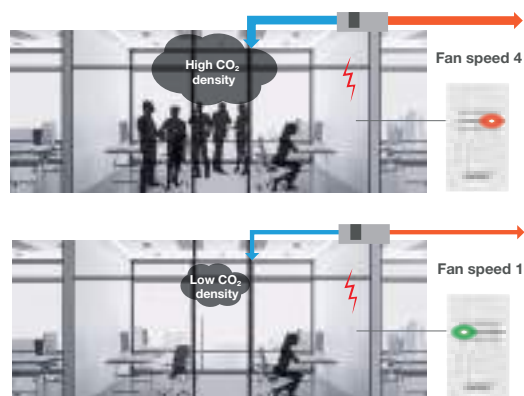 High CO₂
density
Fan speed 4
Low CO₂
density
Fan speed 1